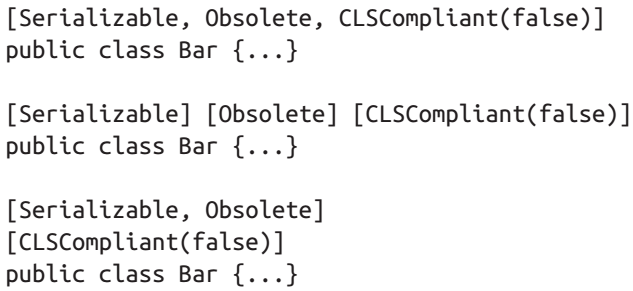 [Serializable, Obsolete, CLSCompliant(false)]
public class Bar {...}
[Serializable] [Obsolete] [CLSCompliant(false)]
public class Bar {...}
[Serializable, Obsolete]
[CLSCompliant(false)]
public class Bar {...}